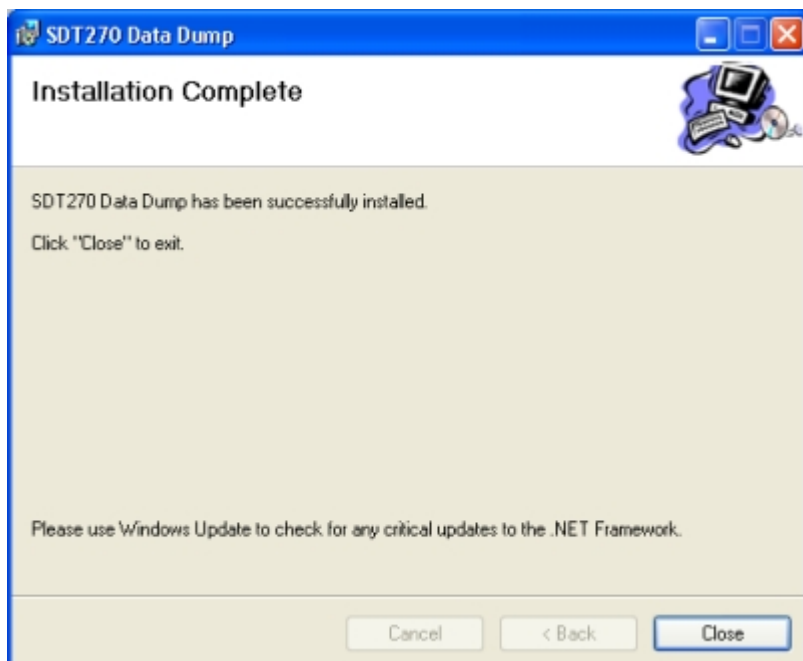 SDT270 Data Dump
Installation Complete
SDT270 Data Dump has been successfully installed.
Click "Close" to exit.
Please use Windows Update to check for any critical updates to the .NET Framework.
Cancel
< Back
Close